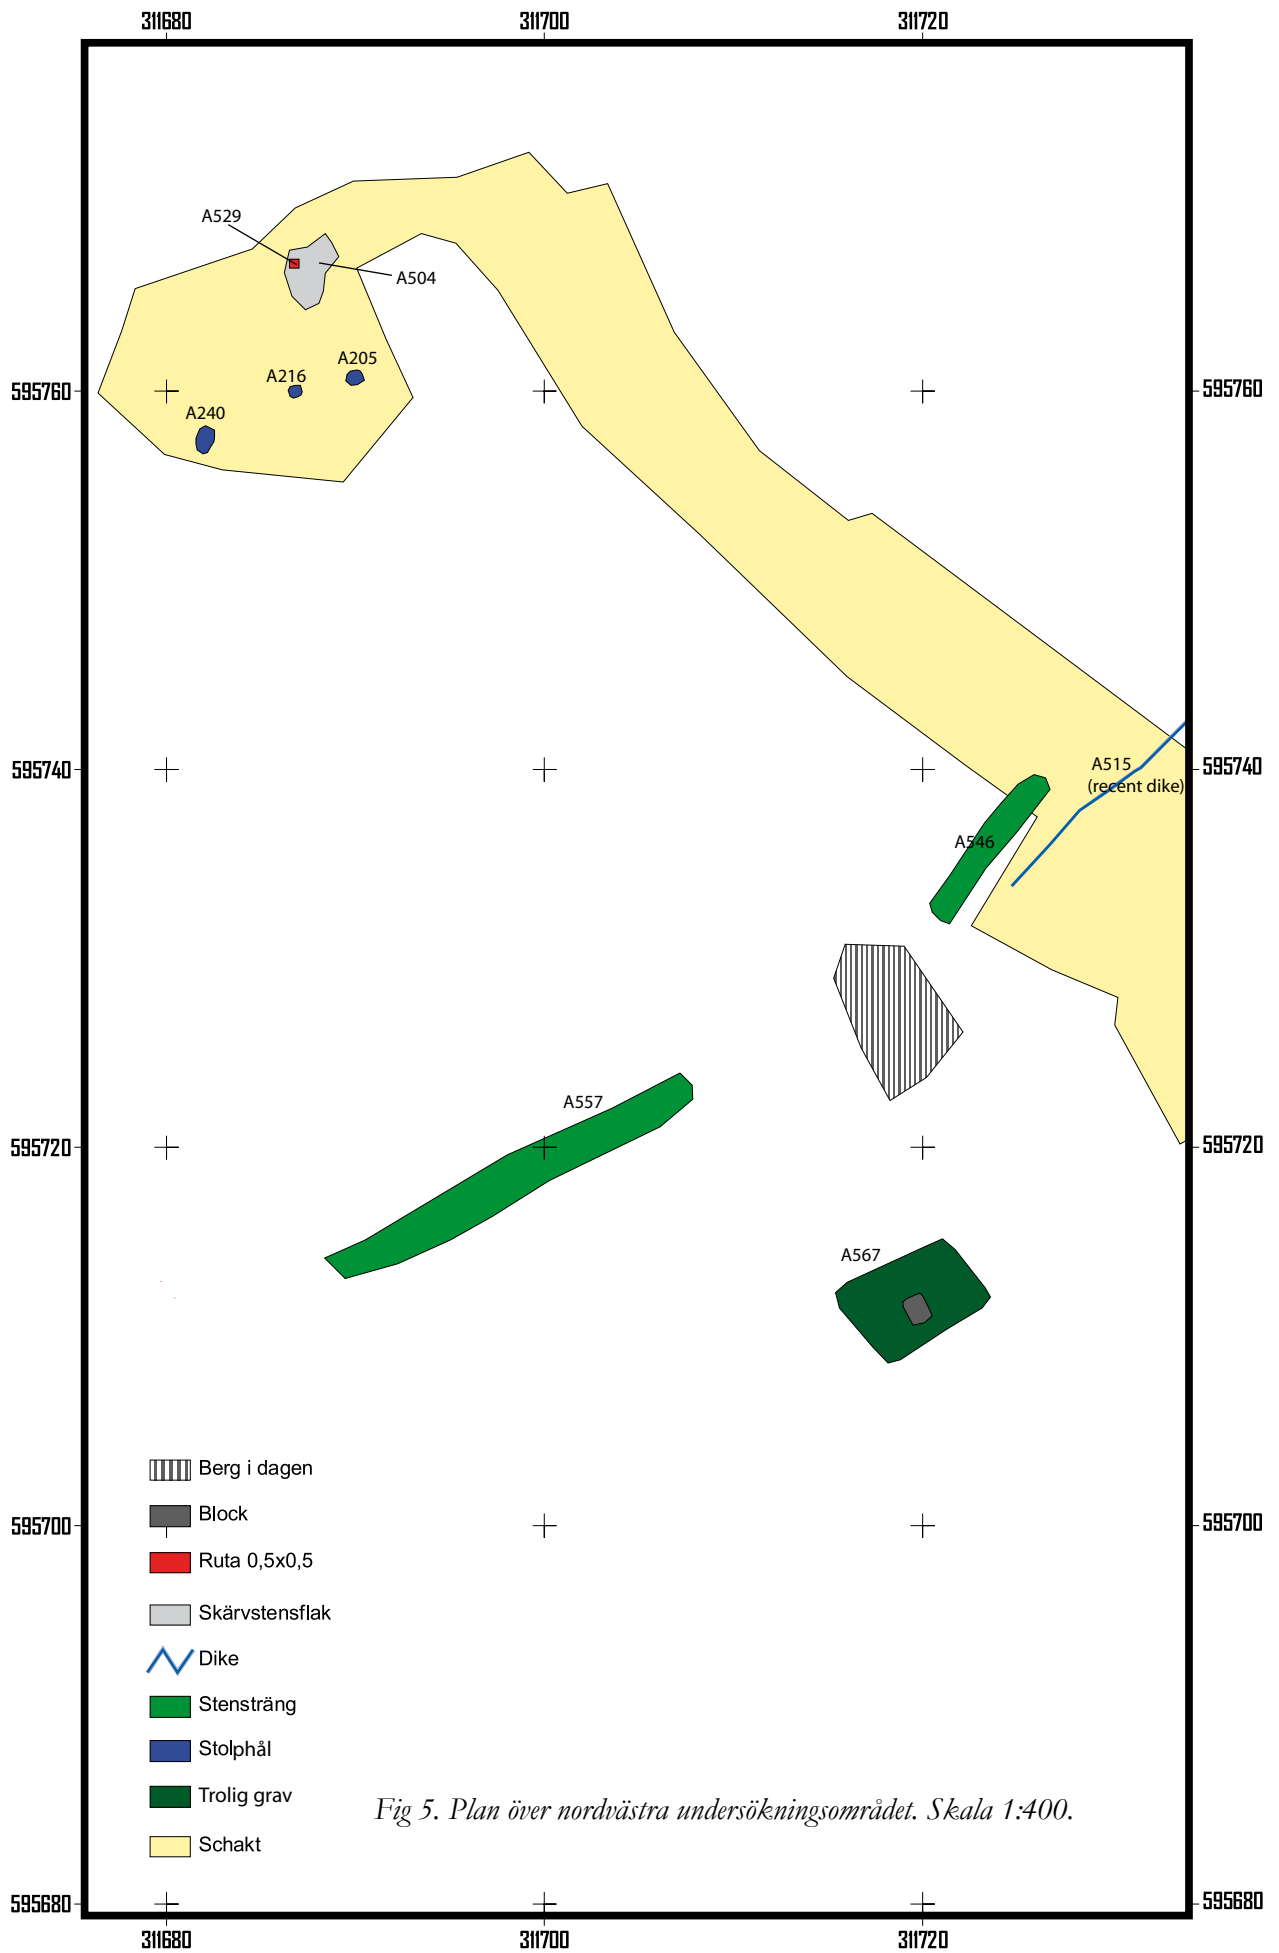 311680 311700 311720
A529
A504
A205
595760 A216 595760
A240
A515
595740 595740
(recent dike)
A546
A557
595720 595720
A567
Berg i dagen
Block
595700 595700
Ruta 0,5x0,5
Skärvstensflak
Dike
Stensträng
Stolphål
Trolig grav
Fig 5. Plan över nordvästra undersökningsområdet. Skala 1:400.
Schakt
595680 595680
311680 311700 311720